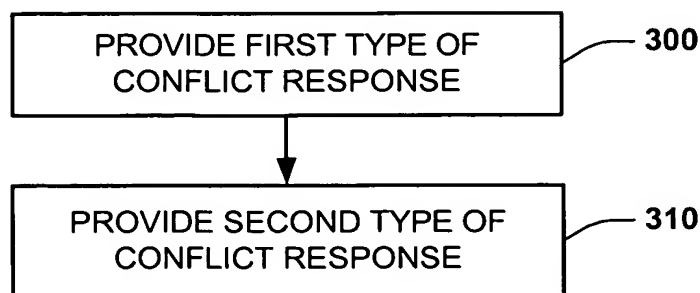 PROVIDE FIRST TYPE OF
CONFLICT RESPONSE
300
PROVIDE SECOND TYPE OF
CONFLICT RESPONSE
310